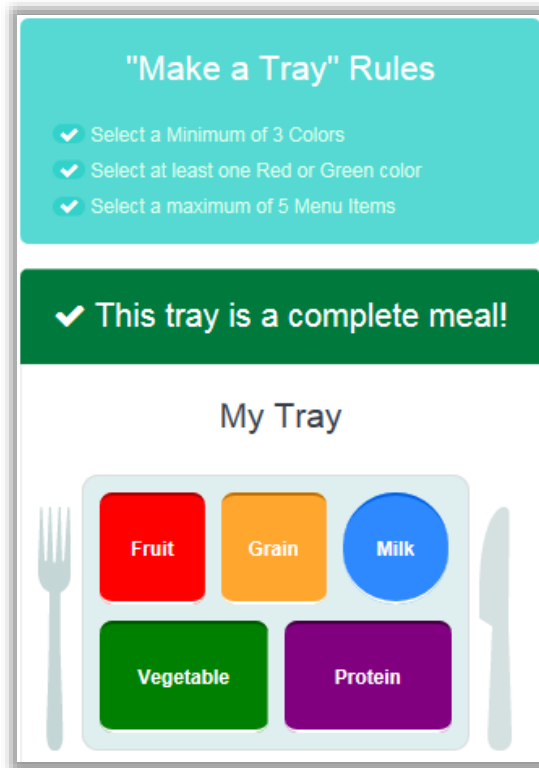 "Make a Tray" Rules
Select a Minimum of 3 Colors
Select at least one Red or Green color
Select a maximum of 5 Menu Items
This tray is a complete meal!
My Tray
Fruit Grain Milk
Vegetable Protein